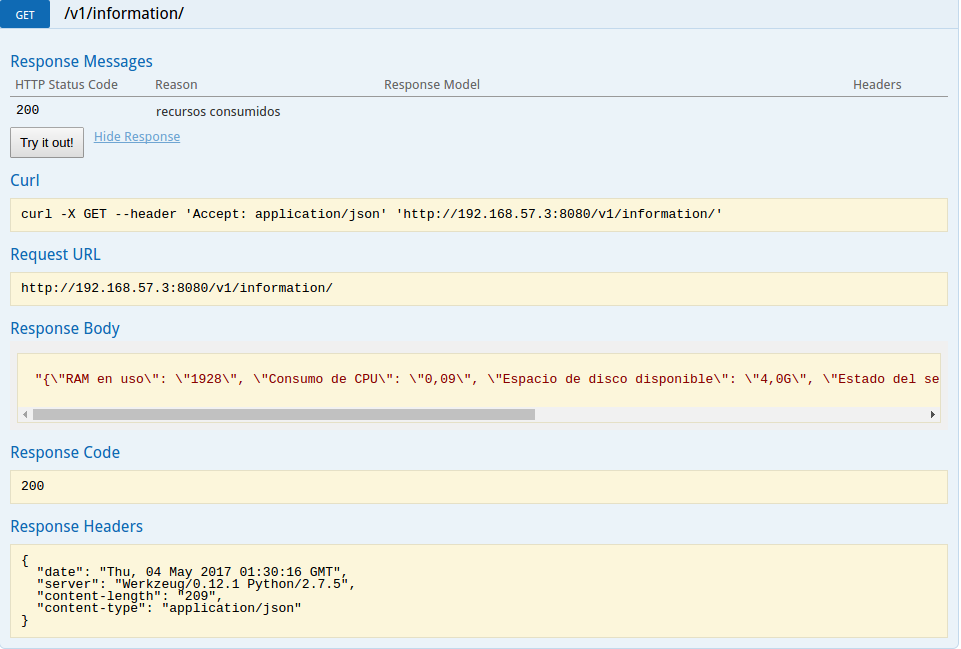 GET /v1/information/
Response Messages
HTTP Status Code Reason Response Model Headers
200 recursos consumidos
Try it out! Hide Response
Curl
curl -X GET --header 'Accept: application/json' 'http://192.168.57.3:8080/v1/information/'
Request URL
http://192.168.57.3:8080/v1/information/
Response Body
"{\"RAM en uso\": \"1928\", \"Consumo de CPU\": \"0,09\", \"Espacio de disco disponible\": \"4,0G\", \"Estado del se
Response Code
200
Response Headers
{
  "date": "Thu, 04 May 2017 01:30:16 GMT",
  "server": "Werkzeug/0.12.1 Python/2.7.5",
  "content-length": "209",
  "content-type": "application/json"
}